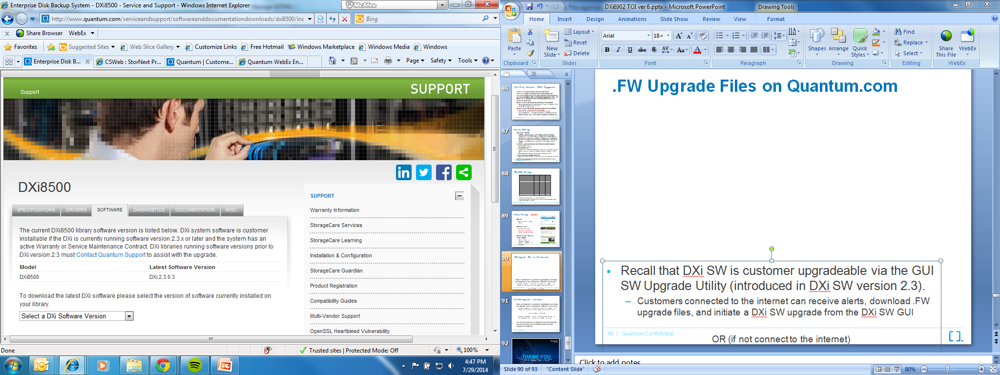 Enterprise Disk Backup System - DXi8500 - Service and Support - Windows Internet Explorer
McAfee
http://www.quantum.com/serviceandsupport/softwareanddocumentationdownloads/dxi8500/inc
Bing
x Share Browser WebEx
Favorites Suggested Sites Web Slice Gallery Customize Links Free Hotmail Windows Marketplace Windows Media Windows
Enterprise Disk B... x CSWeb : StorNext Pr... Quantum | Custome... Quantum WebEx En...
Page Safety Tools
Support
SUPPORT
DXi8500
SPECIFICATIONS DRIVERS SOFTWARE DIAGNOSTICS DOCUMENTATION MISC.
The current DXi8500 library software version is listed below. DXi system software is customer
installable if the DXi is currently running software version 2.3.x or later and the system has an
active Warranty or Service Maintenance Contract. DXi libraries running software versions prior to
DXi version 2.3 must Contact Quantum Support to assist with the upgrade.
Model Latest Software Version
DXi8500 DXi 2.3.0.3
To download the latest DXi software please select the version of software currently installed on
your library.
Select a DXi Software Version
SUPPORT
Warranty Information
StorageCare Services
StorageCare Learning
Installation & Configuration
StorageCare Guardian
Product Registration
Compatibility Guides
Multi-Vendor Support
OpenSSL Heartbleed Vulnerability
Done
Trusted sites | Protected Mode: Off
100%
4:47 PM
7/29/2014
DXi6902 TOI ver 6.pptx - Microsoft PowerPoint
Drawing Tools
Home Insert Design Animations Slide Show Review View Format
Paste
Clipboard
New
Slide
Layout
Reset
Delete
Slides
Arial 18+
B I U abc S AV Aa A
Font
Paragraph
Shapes Arrange Quick
Styles
Drawing
Find
Replace
Select
Editing
Share
This File
WebEx
WebEx
86
87
88
89
90
91
92
THANK YOU
.FW Upgrade Files on Quantum.com
Recall that DXi SW is customer upgradeable via the GUI
SW Upgrade Utility (introduced in DXi SW version 2.3).
– Customers connected to the internet can receive alerts, download .FW
upgrade files, and initiate a DXi SW upgrade from the DXi SW GUI
90 | Quantum Confidential
OR (if not connect to the internet)
Click to add notes
Slide 90 of 93 "Content Slide"
80%